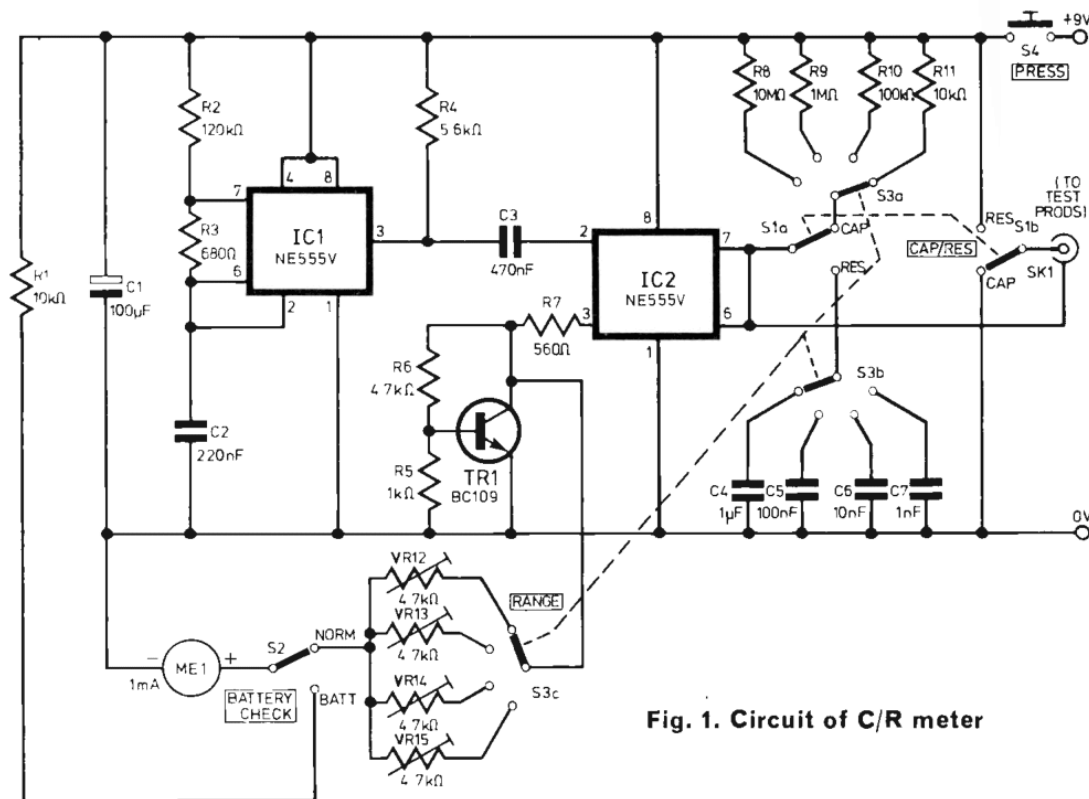 +9V
S4
PRESS
R1
10kΩ
C1
100µF
R2
120kΩ
R3
680Ω
C2
220nF
7
6
4
8
IC1
NE555V
3
2
1
R4
5.6kΩ
C3
470nF
2
8
IC2
NE555V
7
6
3
1
R7
560Ω
R6
4.7kΩ
R5
1kΩ
TR1
BC109
R8
10MΩ
R9
1MΩ
R10
100kΩ
R11
10kΩ
S3a
S1a
CAP
RES
RES
S1b
CAP
CAP/RES
(TO
TEST
PRODS)
SK1
S3b
C4
1µF
C5
100nF
C6
10nF
C7
1nF
0V
VR12
4.7kΩ
VR13
4.7kΩ
VR14
4.7kΩ
VR15
4.7kΩ
RANGE
S3c
NORM
S2
BATT
BATTERY
CHECK
− ME1 +
1mA
Fig. 1. Circuit of C/R meter